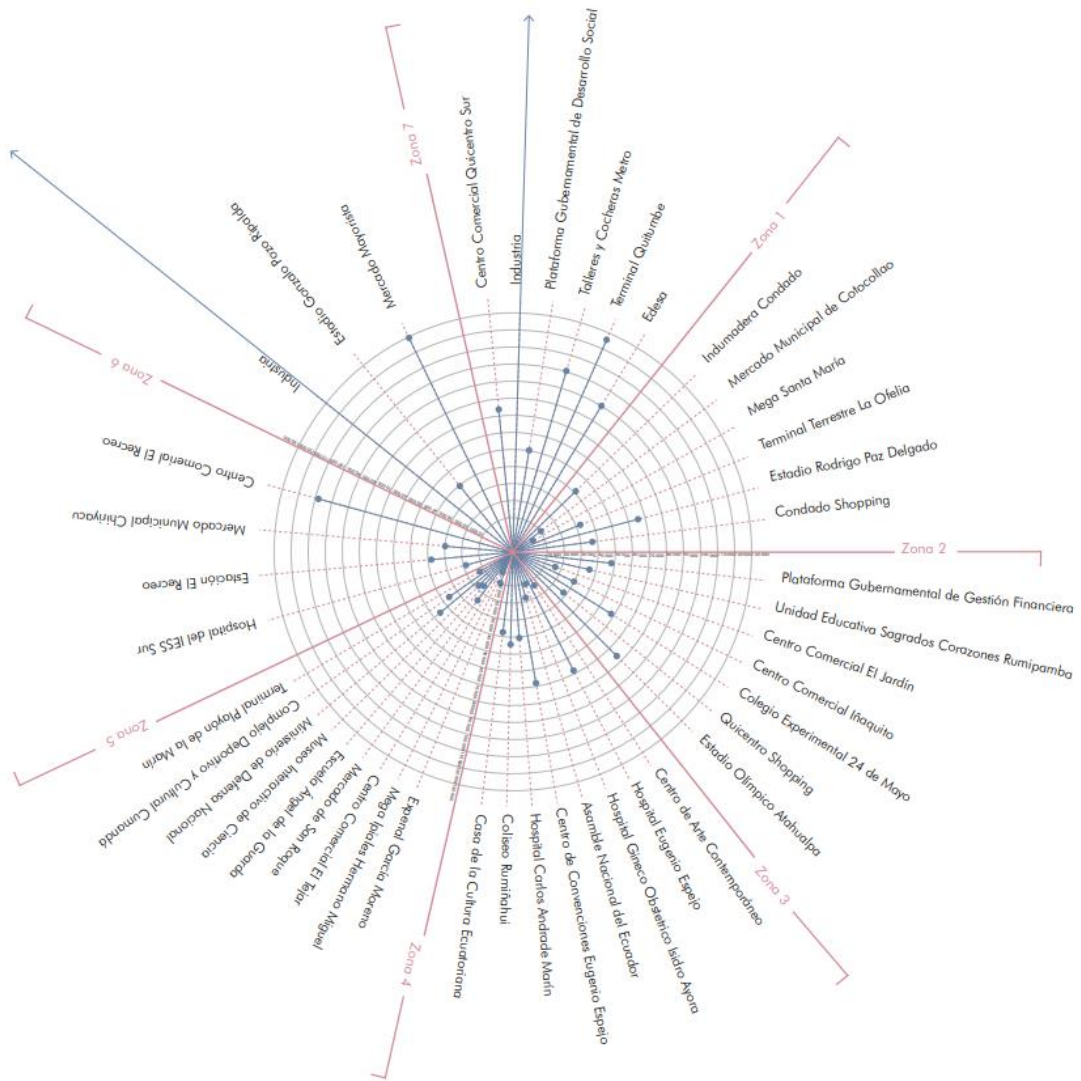 Zona 7
Centro Comercial Quicentro Sur
Industria
Plataforma Gubernamental de Desarrollo Social
Talleres y Cocheras Metro
Terminal Quitumbe
Edesa
Zona 1
Indumadera Condado
Mercado Municipal de Cotocollao
Mega Santa María
Terminal Terrestre La Ofelia
Estadio Rodrigo Paz Delgado
Condado Shopping
Zona 2
Plataforma Gubernamental de Gestión Financiera
Unidad Educativa Sagrados Corazones Rumipamba
Centro Comercial El Jardín
Centro Comercial Iñaquito
Colegio Experimental 24 de Mayo
Quicentro Shopping
Estadio Olímpico Atahualpa
Zona 3
Centro de Arte Contemporáneo
Hospital Eugenio Espejo
Hospital Gineco Obstetrico Isidro Ayora
Asamble Nacional del Ecuador
Centro de Convenciones Eugenio Espejo
Hospital Carlos Andrade Marín
Coliseo Rumiñahui
Casa de la Cultura Ecuatoriana
Zona 4
Expenal García Moreno
Mega Ipiales Hermano Miguel
Centro Comercial El Tejar
Mercado de San Roque
Escuela Ángel de la Guarda
Museo Interactivo de Ciencia
Ministerio de Defensa Nacional
Complejo Deportivo y Cultural Cumandá
Terminal Playón de la Marín
Zona 5
Hospital del IESS Sur
Estación El Recreo
Mercado Municipal Chiriyacu
Centro Comerial El Recreo
Zona 6
Industria
Estadio Gonzalo Pozo Ripalda
Mercado Mayorista